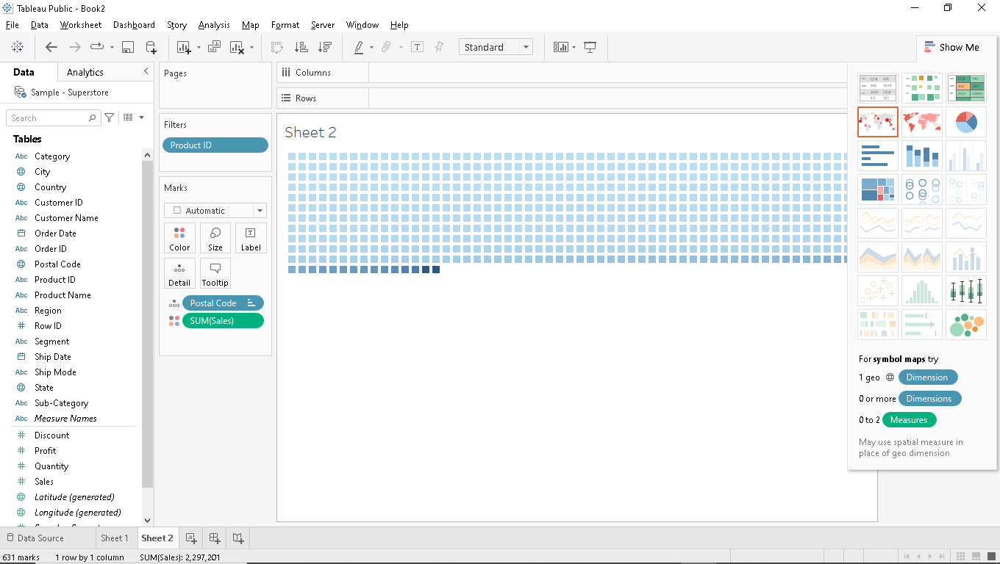 Tableau Public - Book2
File Data Worksheet Dashboard Story Analysis Map Format Server Window Help
Standard
Show Me
Data Analytics
Sample - Superstore
Search
Tables
Abc Category
City
Country
Abc Customer ID
Abc Customer Name
Order Date
Abc Order ID
Postal Code
Abc Product ID
Abc Product Name
Abc Region
Row ID
Abc Segment
Ship Date
Abc Ship Mode
State
Abc Sub-Category
Abc Measure Names
Discount
Profit
Quantity
Sales
Latitude (generated)
Longitude (generated)
Pages
Filters
Product ID
Marks
Automatic
Color Size Label
Detail Tooltip
Postal Code
SUM(Sales)
Columns
Rows
Sheet 2
For symbol maps try
1 geo Dimension
0 or more Dimensions
0 to 2 Measures
May use spatial measure in
place of geo dimension
Data Source Sheet 1 Sheet 2
631 marks 1 row by 1 column SUM(Sales): 2,297,201